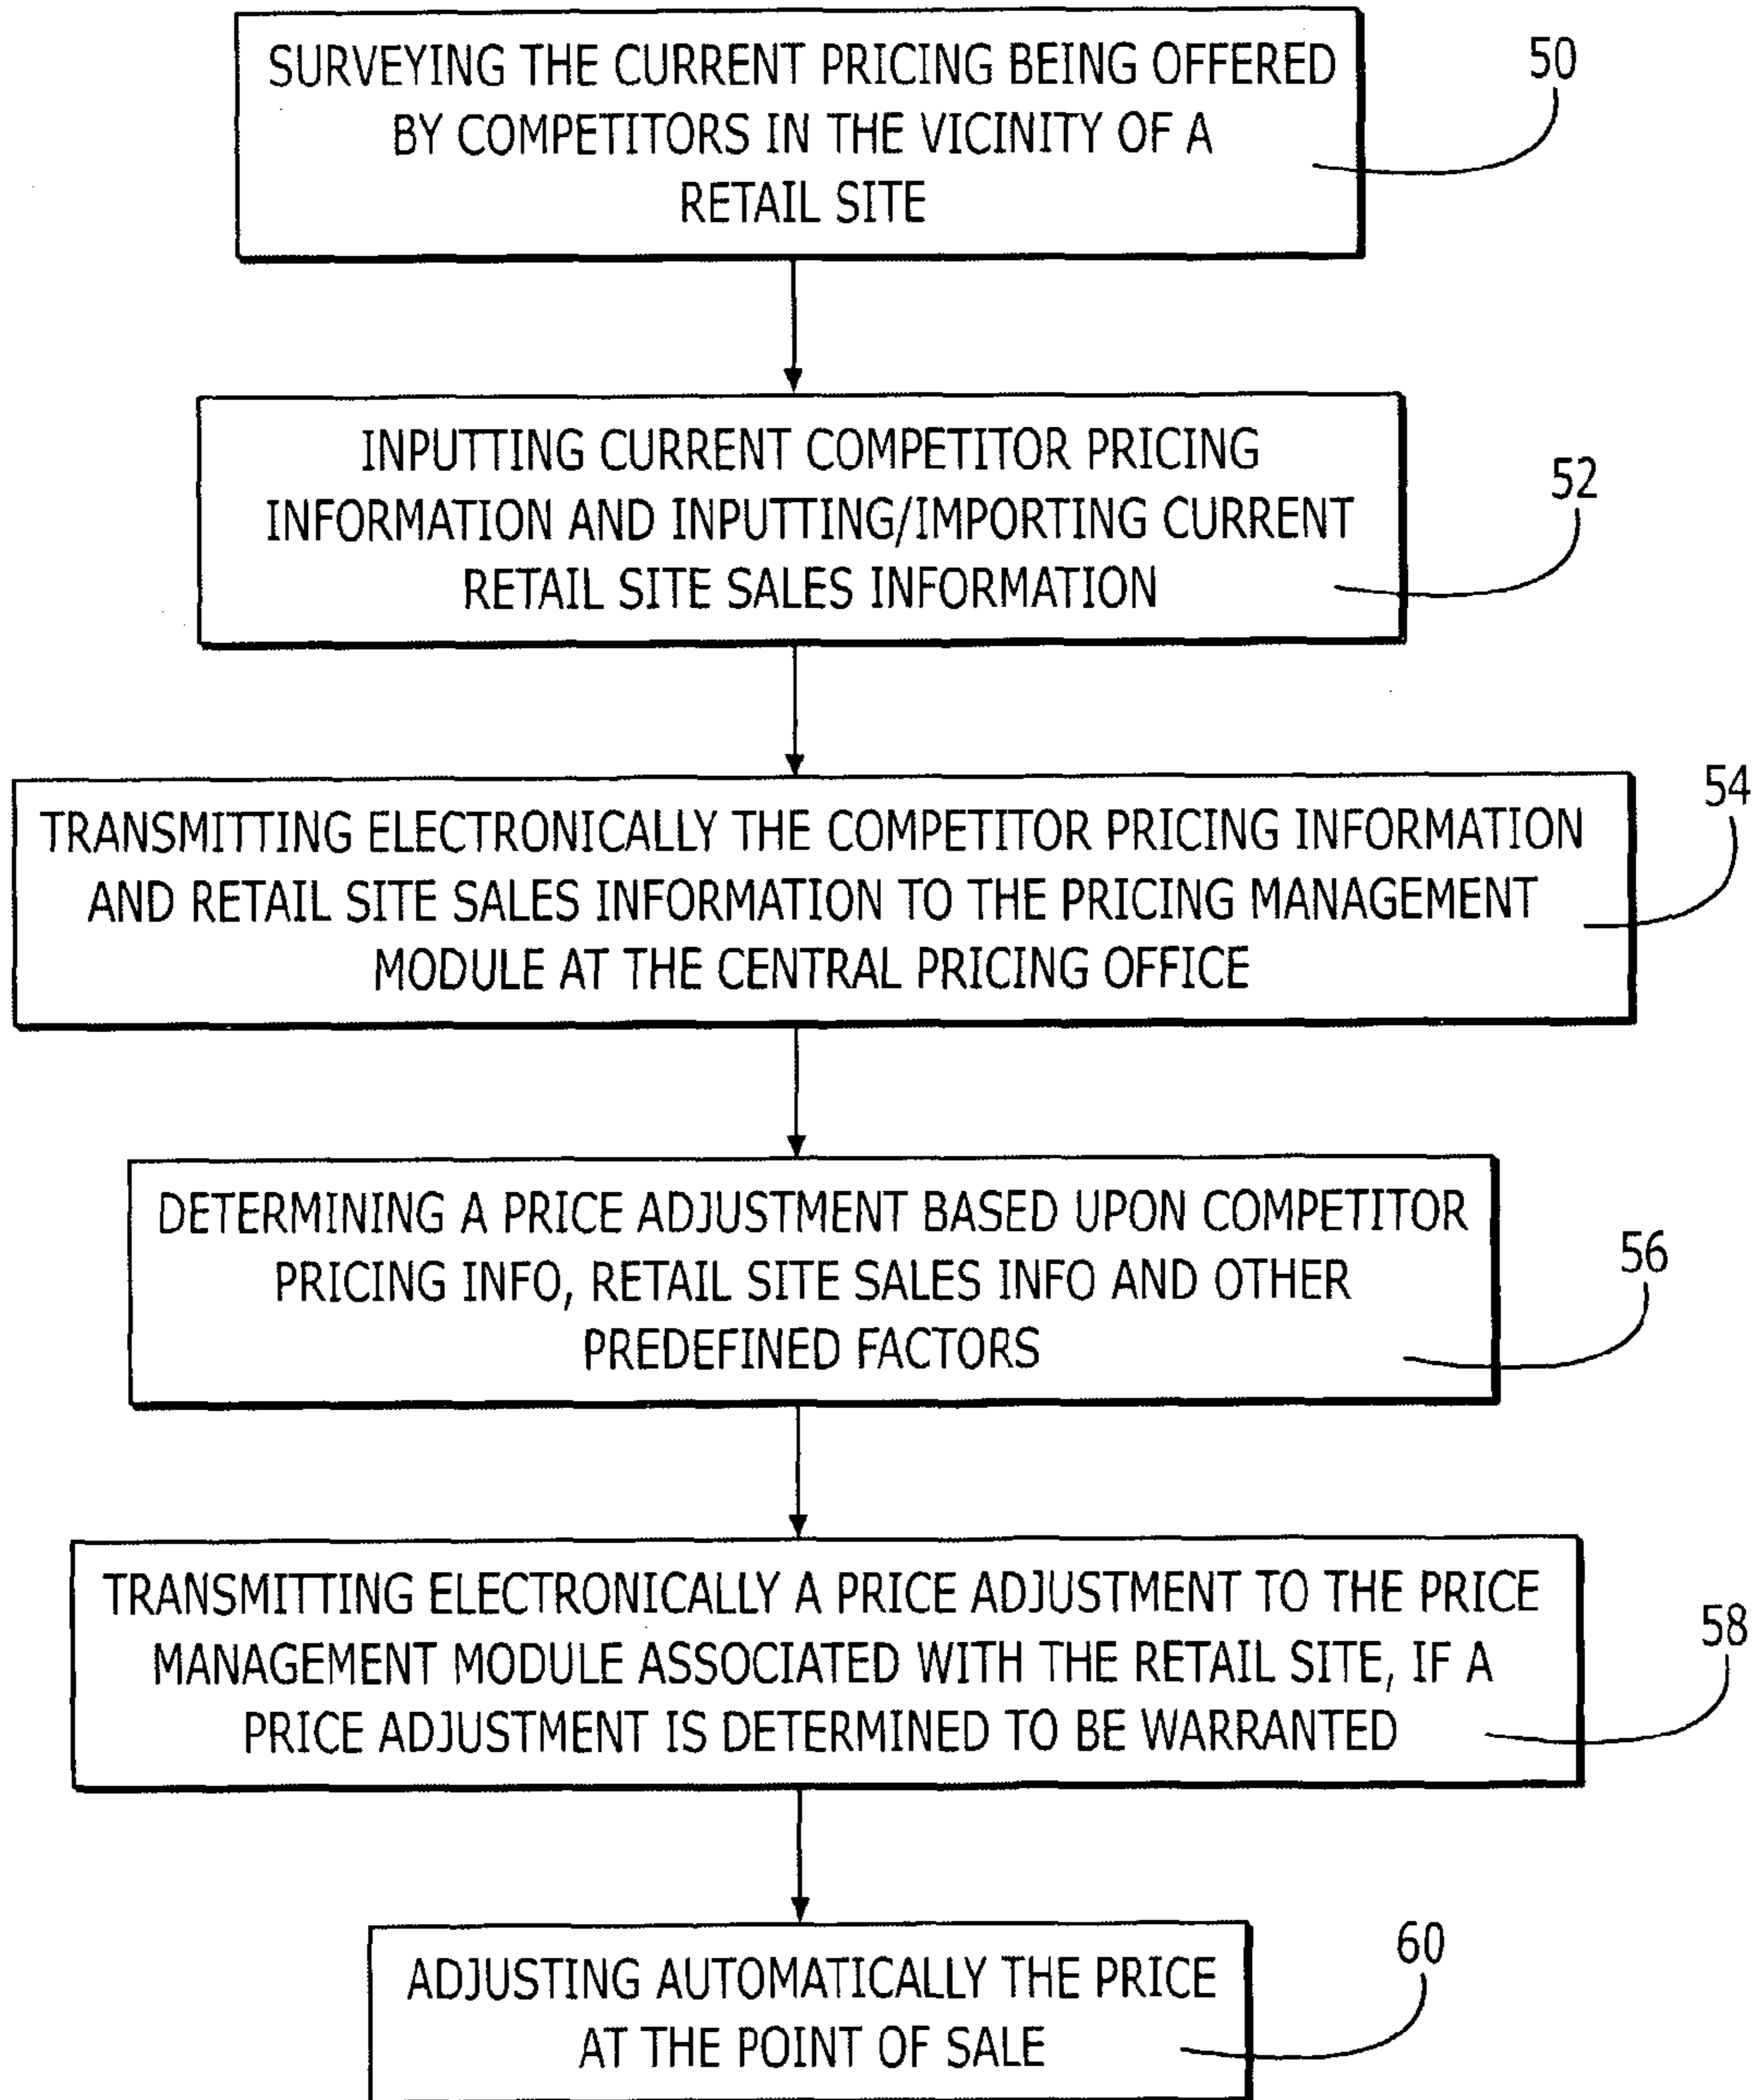 SURVEYING THE CURRENT PRICING BEING OFFERED
BY COMPETITORS IN THE VICINITY OF A
RETAIL SITE
50
INPUTTING CURRENT COMPETITOR PRICING
INFORMATION AND INPUTTING/IMPORTING CURRENT
RETAIL SITE SALES INFORMATION
52
TRANSMITTING ELECTRONICALLY THE COMPETITOR PRICING INFORMATION
AND RETAIL SITE SALES INFORMATION TO THE PRICING MANAGEMENT
MODULE AT THE CENTRAL PRICING OFFICE
54
DETERMINING A PRICE ADJUSTMENT BASED UPON COMPETITOR
PRICING INFO, RETAIL SITE SALES INFO AND OTHER
PREDEFINED FACTORS
56
TRANSMITTING ELECTRONICALLY A PRICE ADJUSTMENT TO THE PRICE
MANAGEMENT MODULE ASSOCIATED WITH THE RETAIL SITE, IF A
PRICE ADJUSTMENT IS DETERMINED TO BE WARRANTED
58
ADJUSTING AUTOMATICALLY THE PRICE
AT THE POINT OF SALE
60